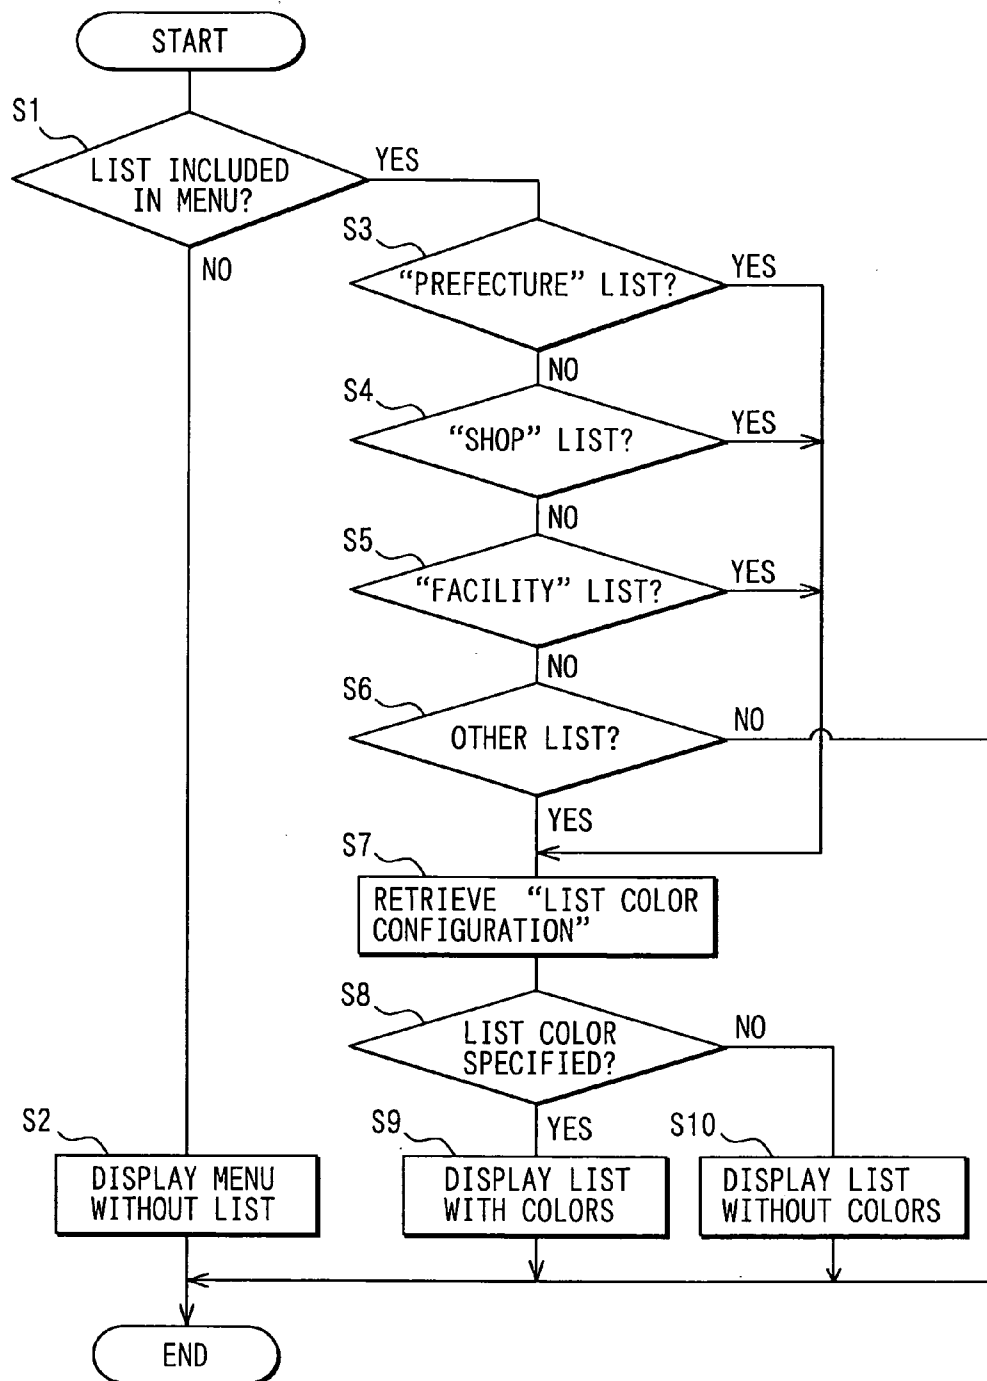 START
S1
LIST INCLUDED
IN MENU?
YES
NO
S3
“PREFECTURE” LIST?
YES
NO
S4
“SHOP” LIST?
YES
NO
S5
“FACILITY” LIST?
YES
NO
S6
OTHER LIST?
NO
YES
S7
RETRIEVE “LIST COLOR
CONFIGURATION”
S8
LIST COLOR
SPECIFIED?
NO
YES
S2
DISPLAY MENU
WITHOUT LIST
S9
DISPLAY LIST
WITH COLORS
S10
DISPLAY LIST
WITHOUT COLORS
END